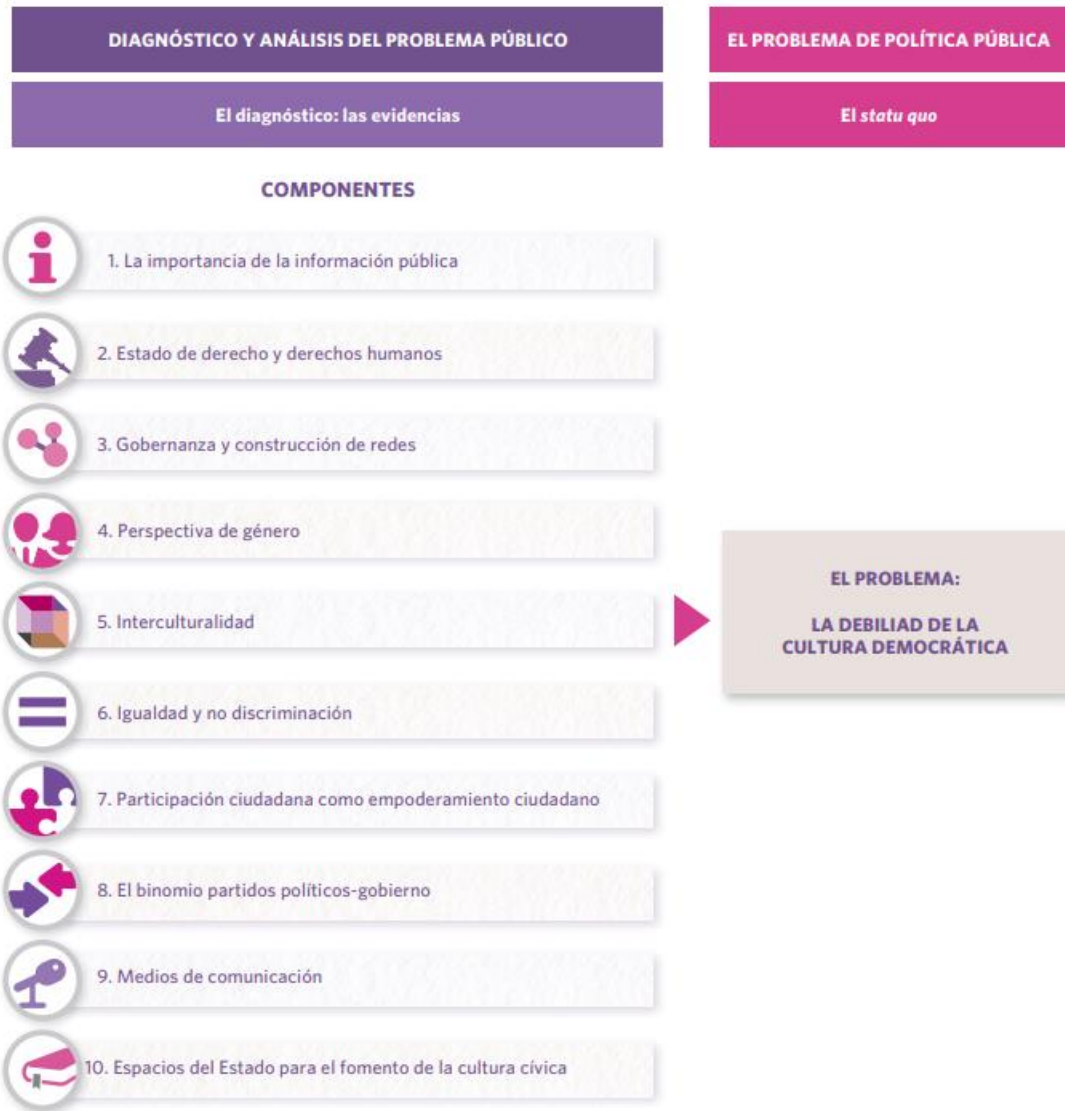 DIAGNÓSTICO Y ANÁLISIS DEL PROBLEMA PÚBLICO
El diagnóstico: las evidencias
EL PROBLEMA DE POLÍTICA PÚBLICA
El statu quo
COMPONENTES
1. La importancia de la información pública
2. Estado de derecho y derechos humanos
3. Gobernanza y construcción de redes
4. Perspectiva de género
5. Interculturalidad
6. Igualdad y no discriminación
7. Participación ciudadana como empoderamiento ciudadano
8. El binomio partidos políticos-gobierno
9. Medios de comunicación
10. Espacios del Estado para el fomento de la cultura cívica
EL PROBLEMA:
LA DEBILIAD DE LA
CULTURA DEMOCRÁTICA